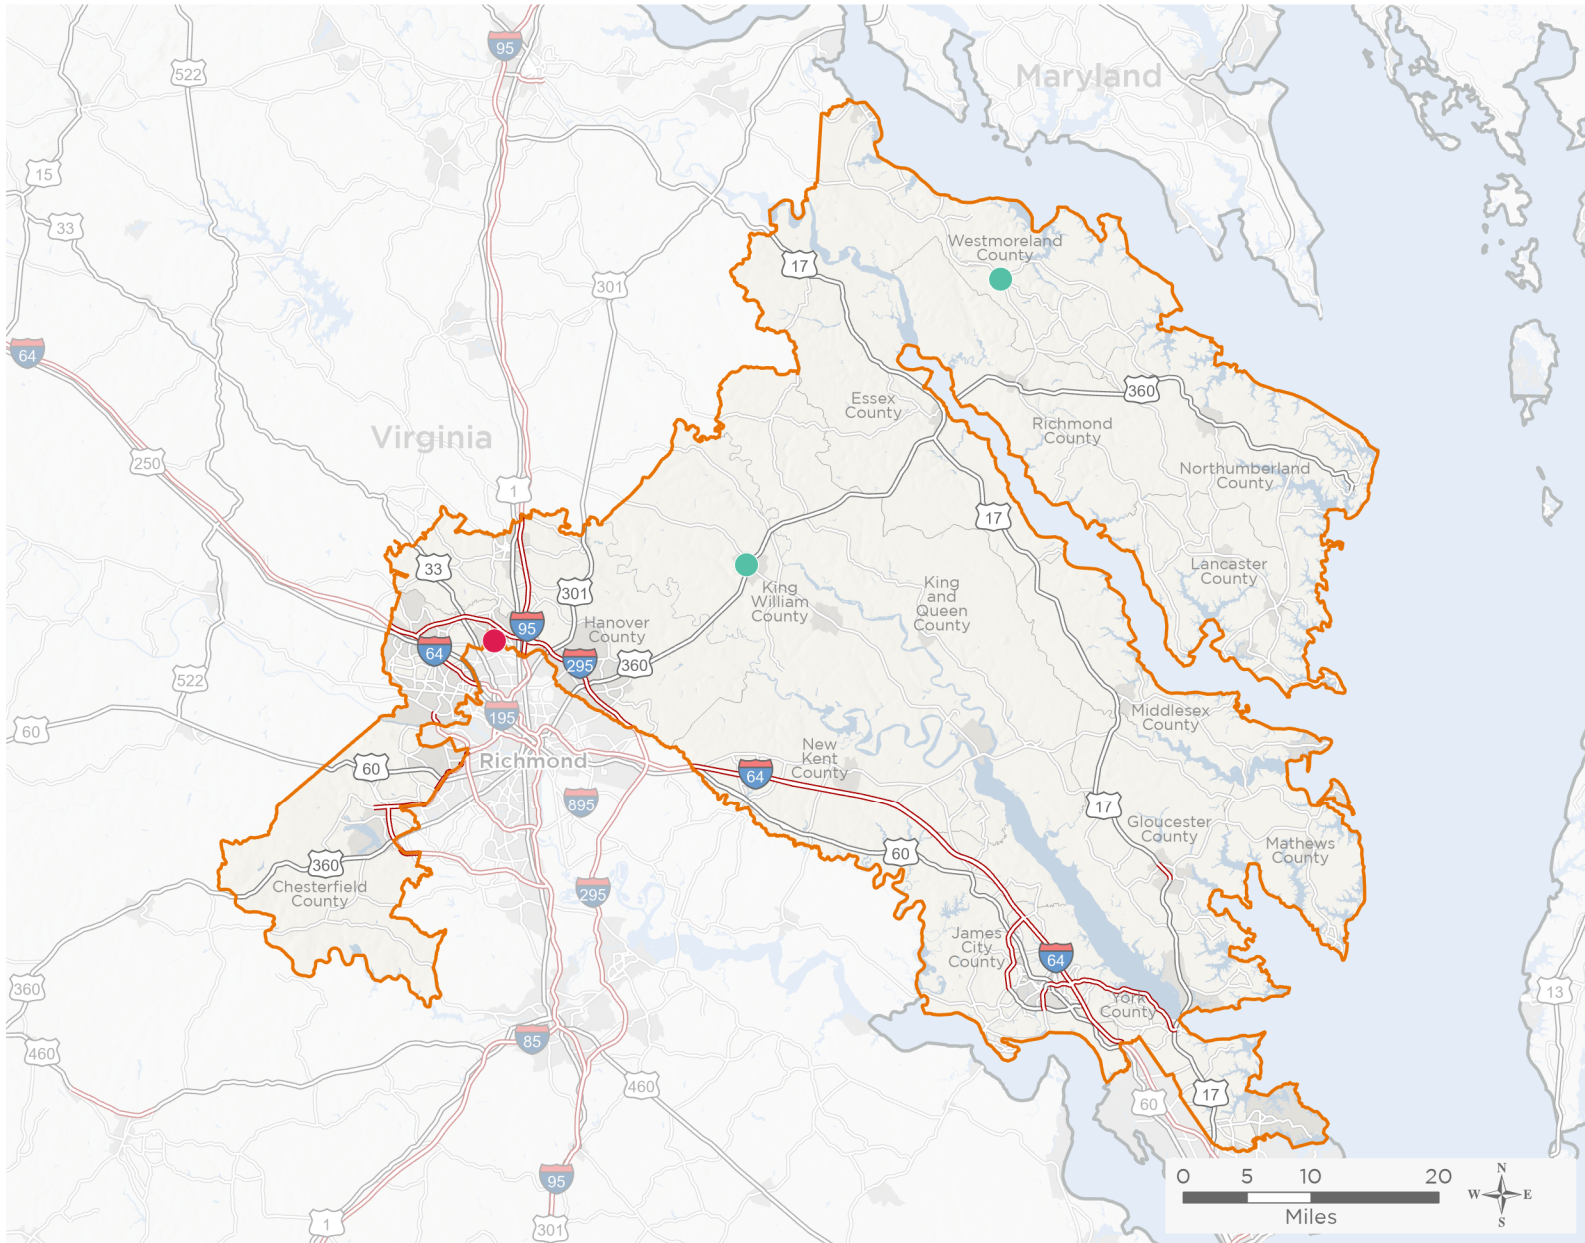 95
522
Maryland
15
33
Westmoreland
County
17
301
64
360
Essex
County
Richmond
County
Virginia
250
Northumberland
County
1
17
33
Lancaster
County
301
King
William
County
King
and
Queen
County
95
Hanover
County
64
295
360
522
195
Middlesex
County
60
New
Kent
County
Richmond
60
64
895
17
Gloucester
County
Mathews
County
60
360
Chesterfield
County
295
James
City
County
64
360
13
York
County
85
460
460
17
60
95
0 5 10 20
Miles
N
W E
S
1
301